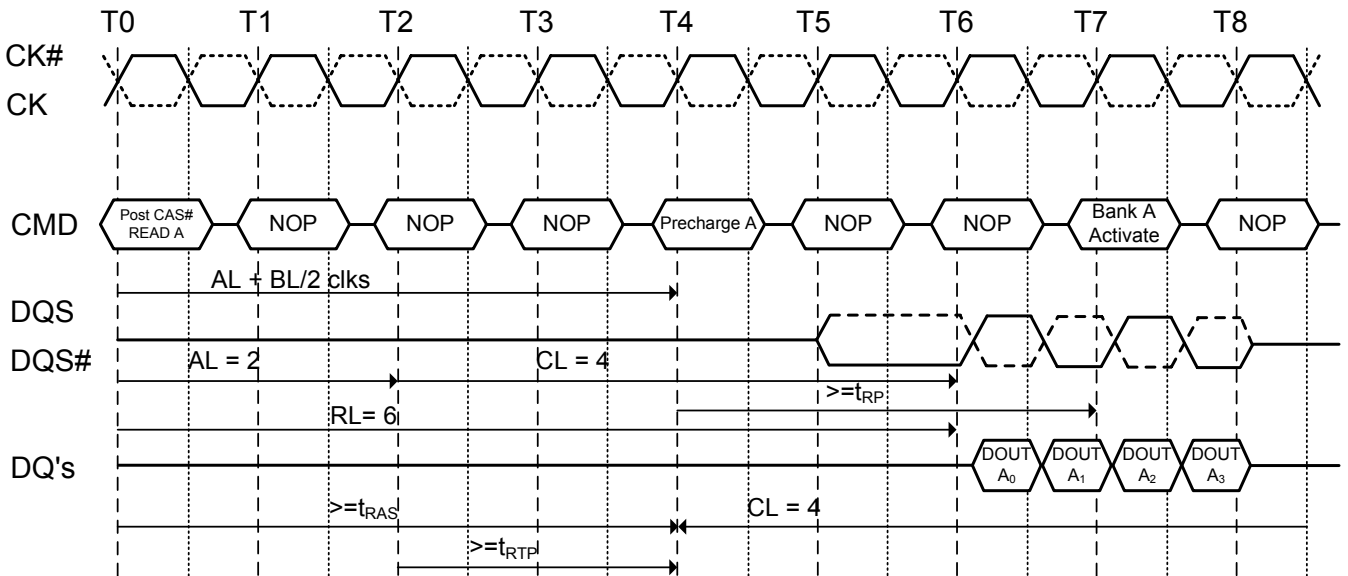 T0 T1 T2 T3 T4 T5 T6 T7 T8
CK#
CK
CMD
Post CAS#
READ A
NOP
NOP
NOP
Precharge A
NOP
NOP
Bank A
Activate
NOP
AL + BL/2 clks
DQS
DQS#
AL = 2
CL = 4
>=tRP
RL= 6
DQ's
DOUT
A0
DOUT
A1
DOUT
A2
DOUT
A3
>=tRAS
CL = 4
>=tRTP